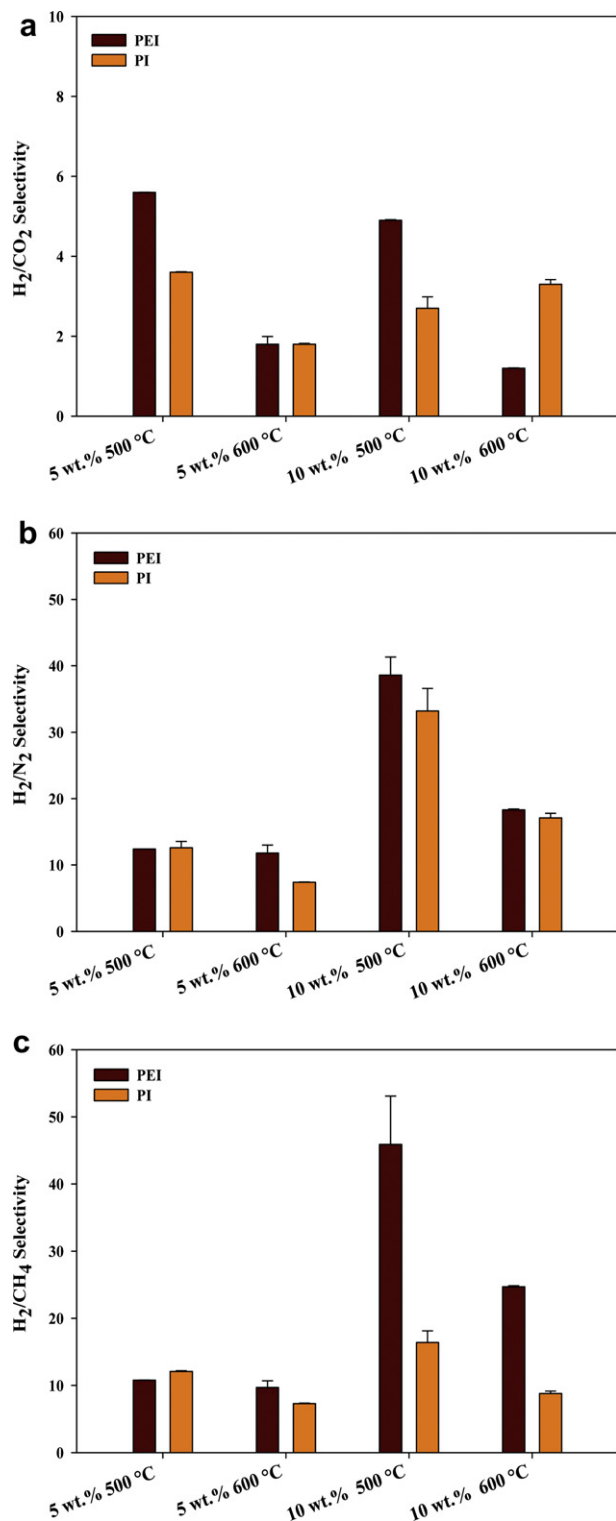 a
10
PEI
PI
8
6
4
2
0
H2/CO2 Selectivity
5 wt.% 500 °C
5 wt.% 600 °C
10 wt.% 500 °C
10 wt.% 600 °C
b
60
PEI
PI
50
40
30
20
10
0
H2/N2 Selectivity
5 wt.% 500 °C
5 wt.% 600 °C
10 wt.% 500 °C
10 wt.% 600 °C
c
60
PEI
PI
50
40
30
20
10
0
H2/CH4 Selectivity
5 wt.% 500 °C
5 wt.% 600 °C
10 wt.% 500 °C
10 wt.% 600 °C